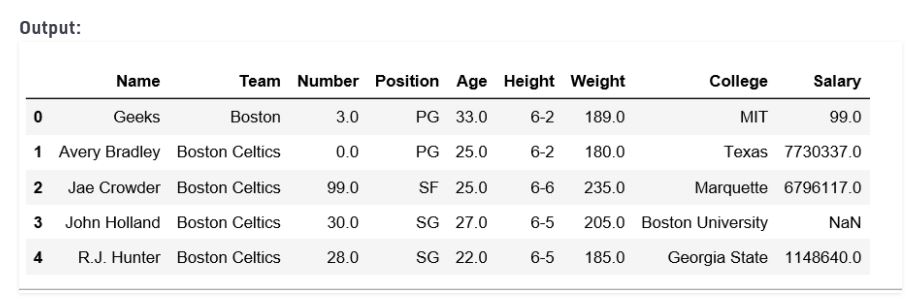 Output:
Name Team Number Position Age Height Weight College Salary
0 Geeks Boston 3.0 PG 33.0 6-2 189.0 MIT 99.0
1 Avery Bradley Boston Celtics 0.0 PG 25.0 6-2 180.0 Texas 7730337.0
2 Jae Crowder Boston Celtics 99.0 SF 25.0 6-6 235.0 Marquette 6796117.0
3 John Holland Boston Celtics 30.0 SG 27.0 6-5 205.0 Boston University NaN
4 R.J. Hunter Boston Celtics 28.0 SG 22.0 6-5 185.0 Georgia State 1148640.0